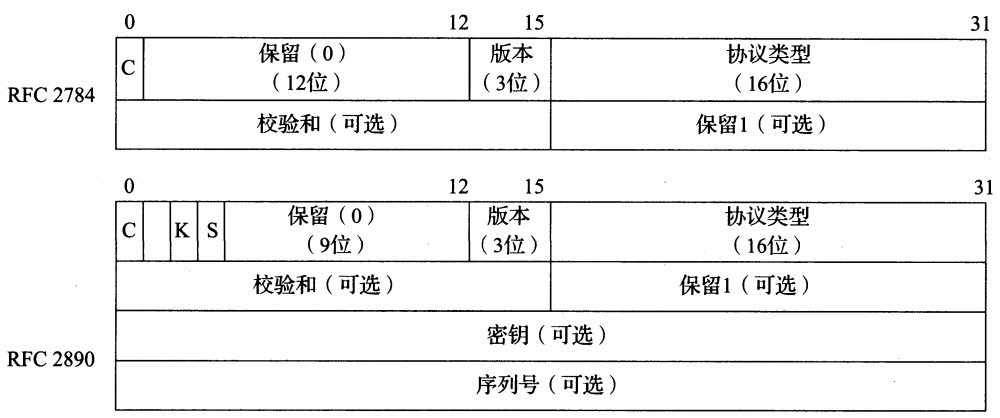 0 12 15 31
C 保留（0） 版本 协议类型
（12位） （3位） （16位）
RFC 2784
校验和（可选） 保留1（可选）
0 12 15 31
C K S 保留（0） 版本 协议类型
（9位） （3位） （16位）
校验和（可选） 保留1（可选）
密钥（可选）
RFC 2890
序列号（可选）